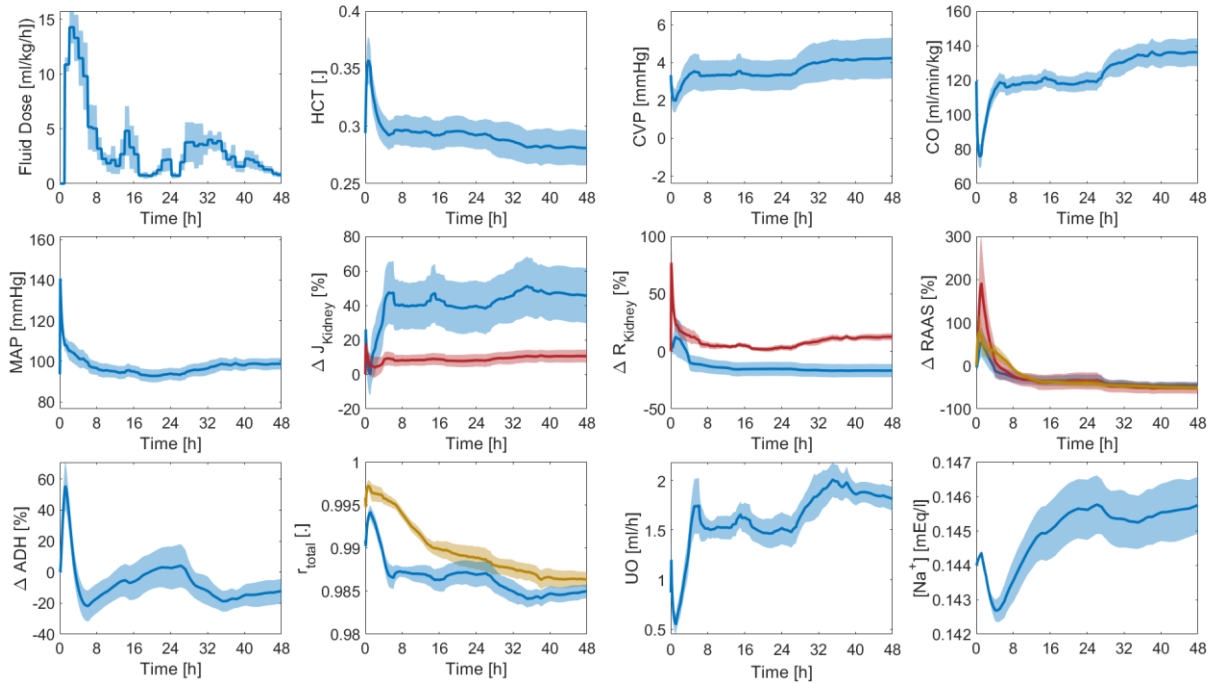 Fluid Dose [ml/kg/h])
15
10
5
0
0 8 16 24 32 40 48
Time [h]
HCT [.]
0.4
0.35
0.3
0.25
0 8 16 24 32 40 48
Time [h]
CVP [mmHg]
6
4
2
0
-2
0 8 16 24 32 40 48
Time [h]
CO [ml/min/kg]
160
140
120
100
80
60
0 8 16 24 32 40 48
Time [h]
MAP [mmHg]
160
140
120
100
80
0 8 16 24 32 40 48
Time [h]
Δ J_Kidney [%]
80
60
40
20
0
-20
0 8 16 24 32 40 48
Time [h]
Δ R_Kidney [%]
100
50
0
-50
0 8 16 24 32 40 48
Time [h]
Δ RAAS [%]
300
200
100
0
-100
0 8 16 24 32 40 48
Time [h]
Δ ADH [%]
60
40
20
0
-20
-40
0 8 16 24 32 40 48
Time [h]
r_total [.]
1
0.995
0.99
0.985
0.98
0 8 16 24 32 40 48
Time [h]
UO [ml/h]
2
1.5
1
0.5
0 8 16 24 32 40 48
Time [h]
[Na⁺] [mEq/l]
0.147
0.146
0.145
0.144
0.143
0.142
0 8 16 24 32 40 48
Time [h]